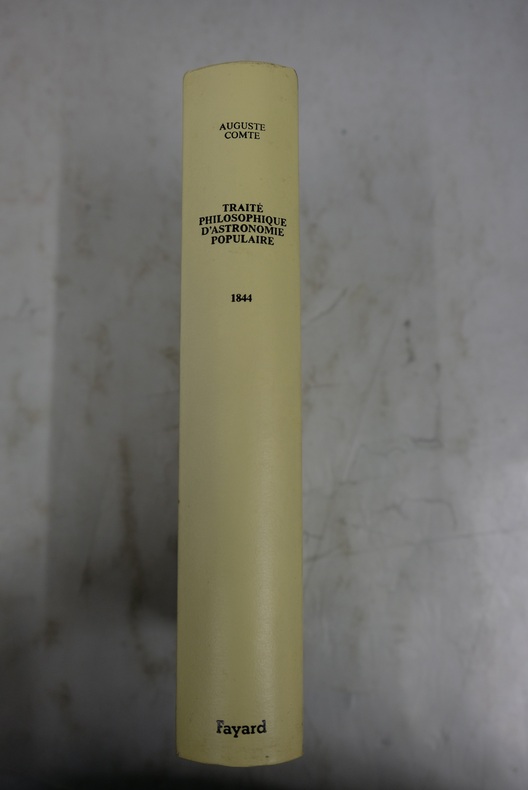 AUGUSTE
COMTE
TRAITÉ
PHILOSOPHIQUE
D'ASTRONOMIE
POPULAIRE
1844
Fayard